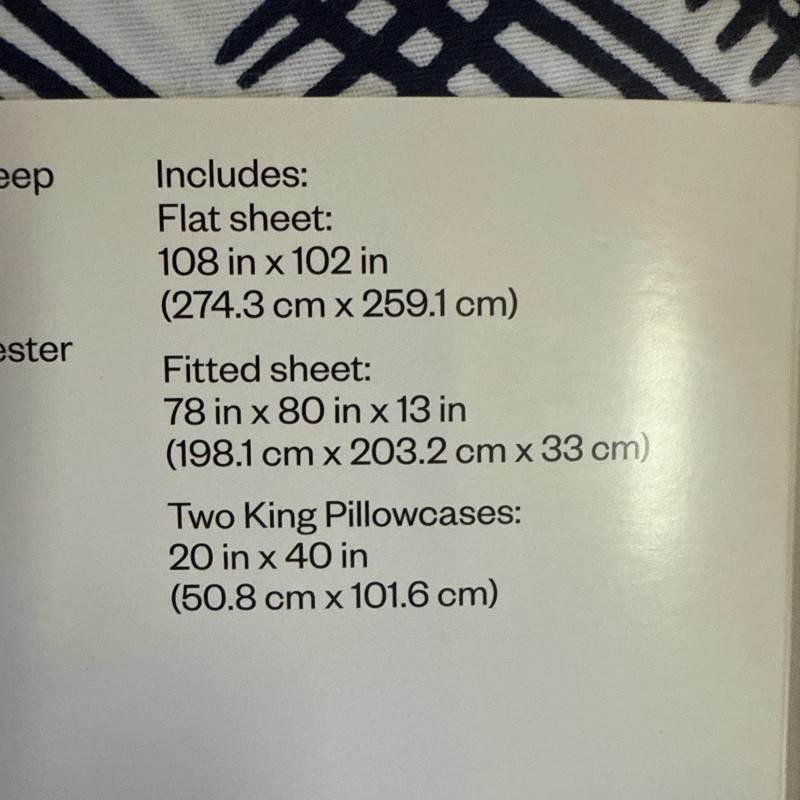 Includes:
Flat sheet:
108 in x 102 in
(274.3 cm x 259.1 cm)
Fitted sheet:
78 in x 80 in x 13 in
(198.1 cm x 203.2 cm x 33 cm)
Two King Pillowcases:
20 in x 40 in
(50.8 cm x 101.6 cm)